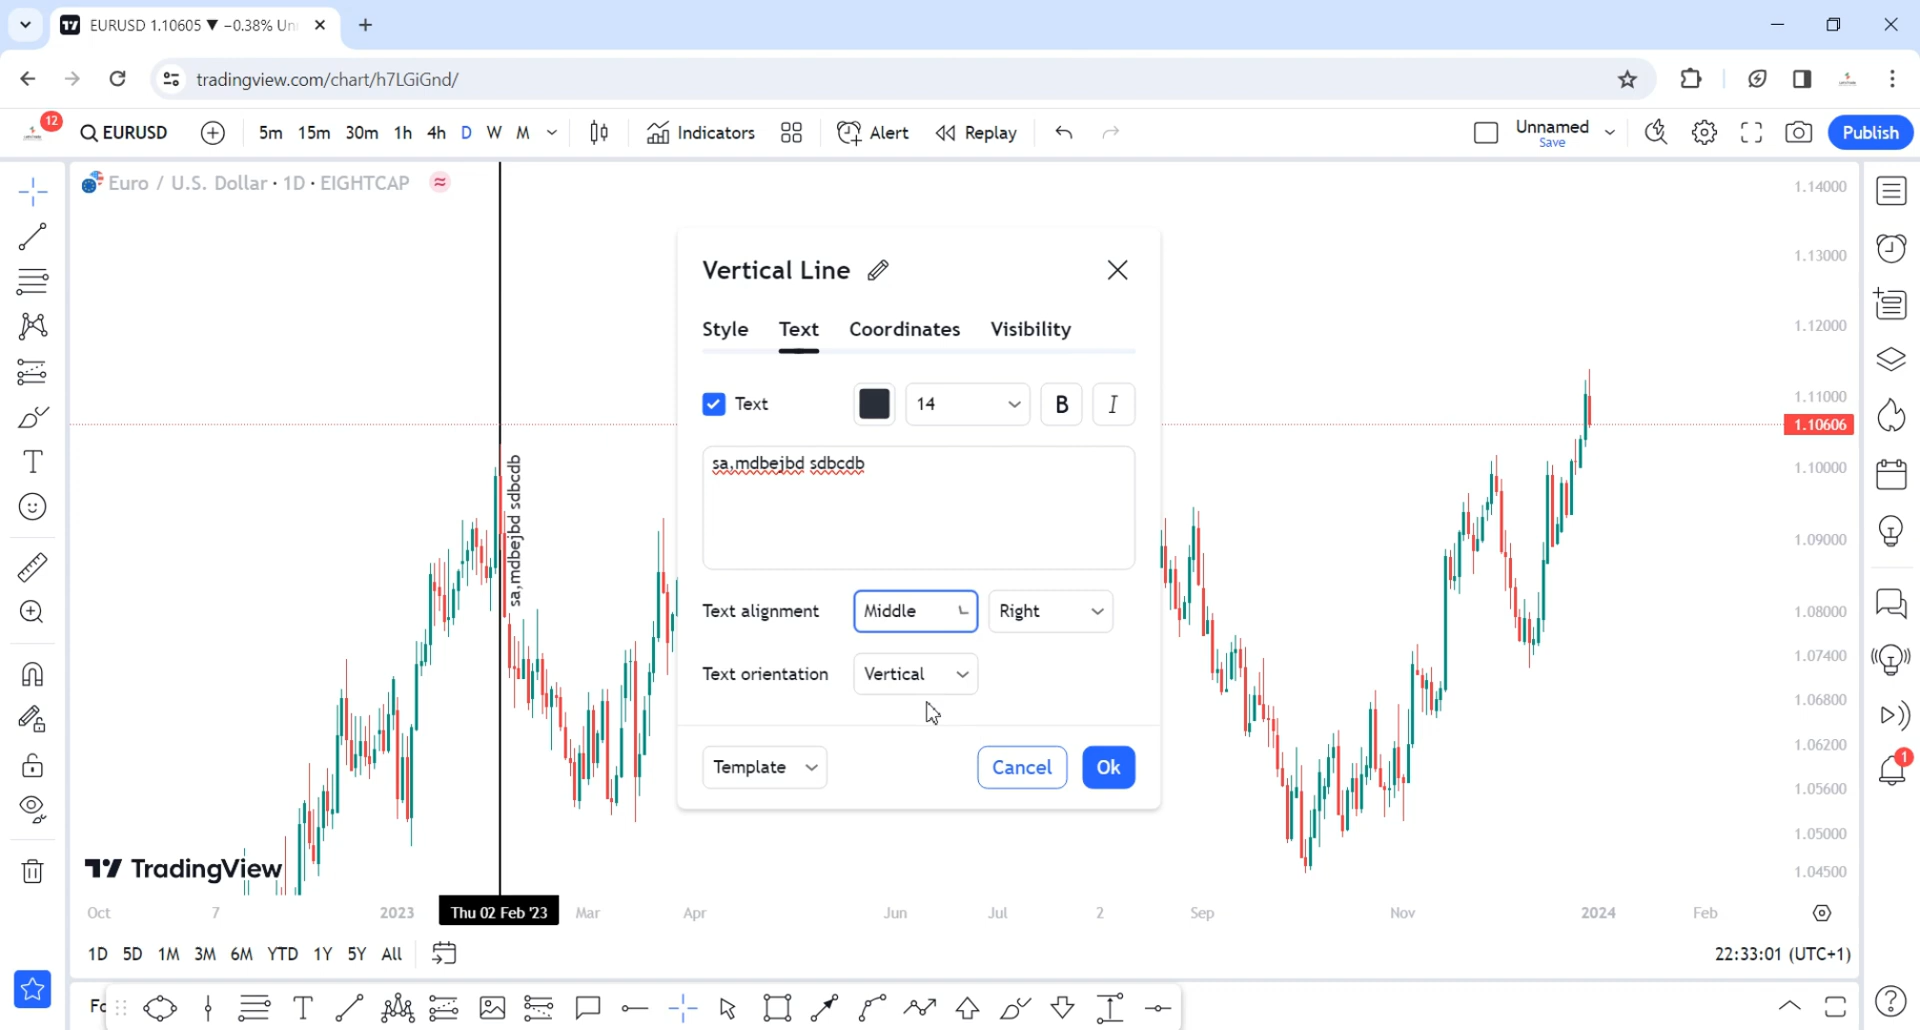 EURUSD 1.10605 ▼ −0.38% Un
tradingview.com/chart/h7LGiGnd/
12
EURUSD
5m 15m 30m 1h 4h D W M
Indicators
Alert
Replay
Unnamed
Save
Publish
Euro / U.S. Dollar · 1D · EIGHTCAP
1.14000
1.13000
1.12000
1.11000
1.10606
1.10000
1.09000
1.08000
1.07400
1.06800
1.06200
1.05600
1.05000
1.04500
sa,mdbejbd sdbcdb
Vertical Line
Style Text Coordinates Visibility
Text
14
B
I
sa,mdbejbd sdbcdb
Text alignment Middle Right
Text orientation Vertical
Template
Cancel
Ok
TradingView
Oct 7 2023 Thu 02 Feb '23 Mar Apr Jun Jul 2 Sep Nov 2024 Feb
1D 5D 1M 3M 6M YTD 1Y 5Y All
22:33:01 (UTC+1)
1